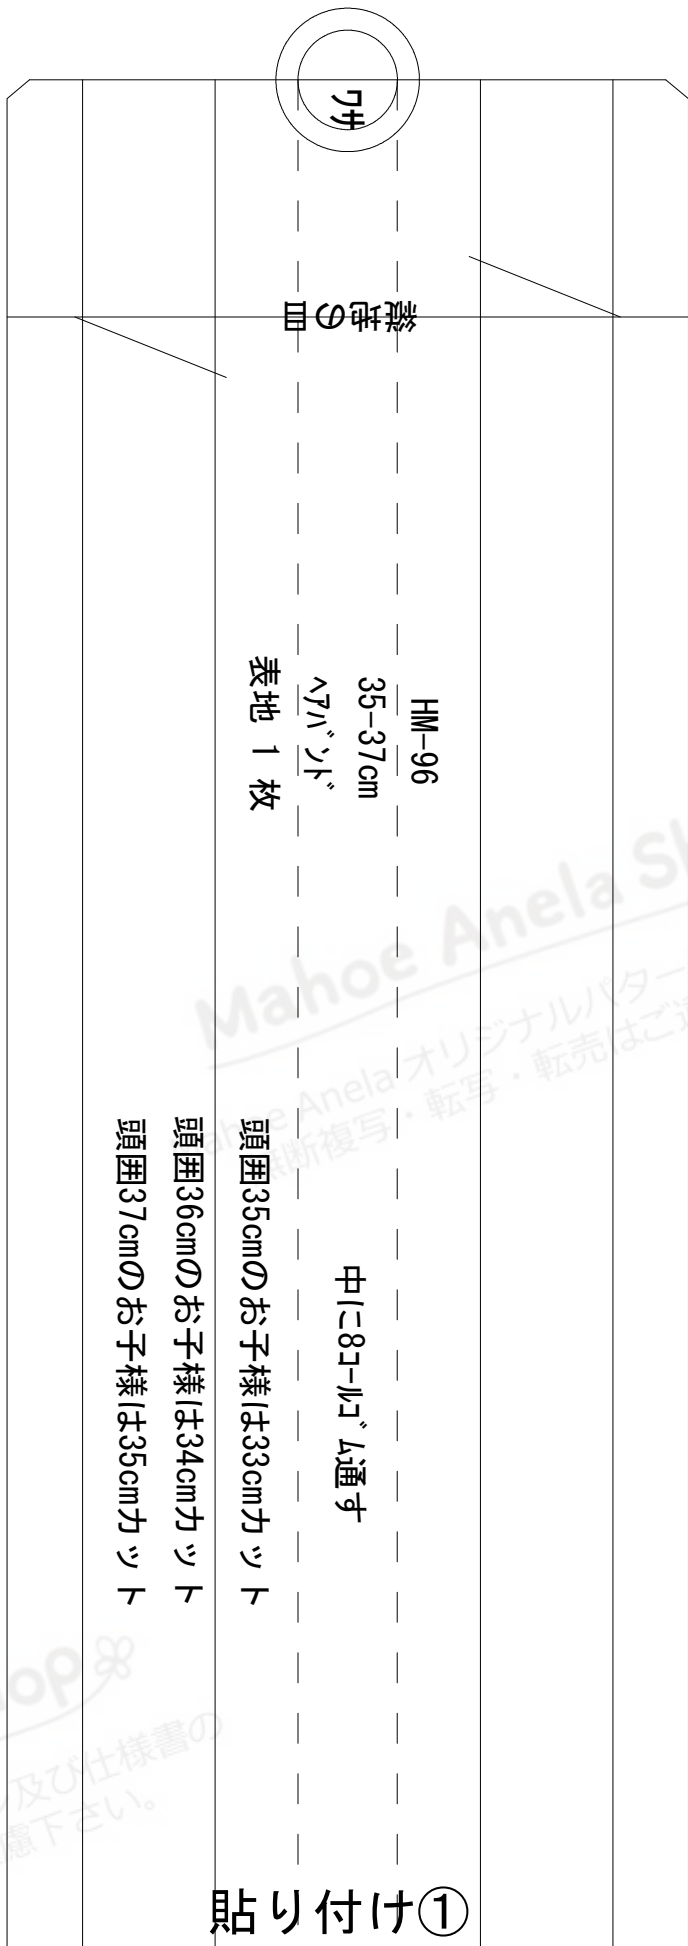 ワサ
縦地の目
HM-96
35-37cm
ﾍｱﾊﾞﾝﾄﾞ
表地 1 枚
中に8ｺｰﾙｺﾞﾑ通す
頭囲35cmのお子様は33cmカット
頭囲36cmのお子様は34cmカット
頭囲37cmのお子様は35cmカット
Mahoe Anela Sh
Mahoe Anela オリジナルパター
無断複写・転写・転売はご遠
op
ン及び仕様書の
慮下さい。
貼り付け①